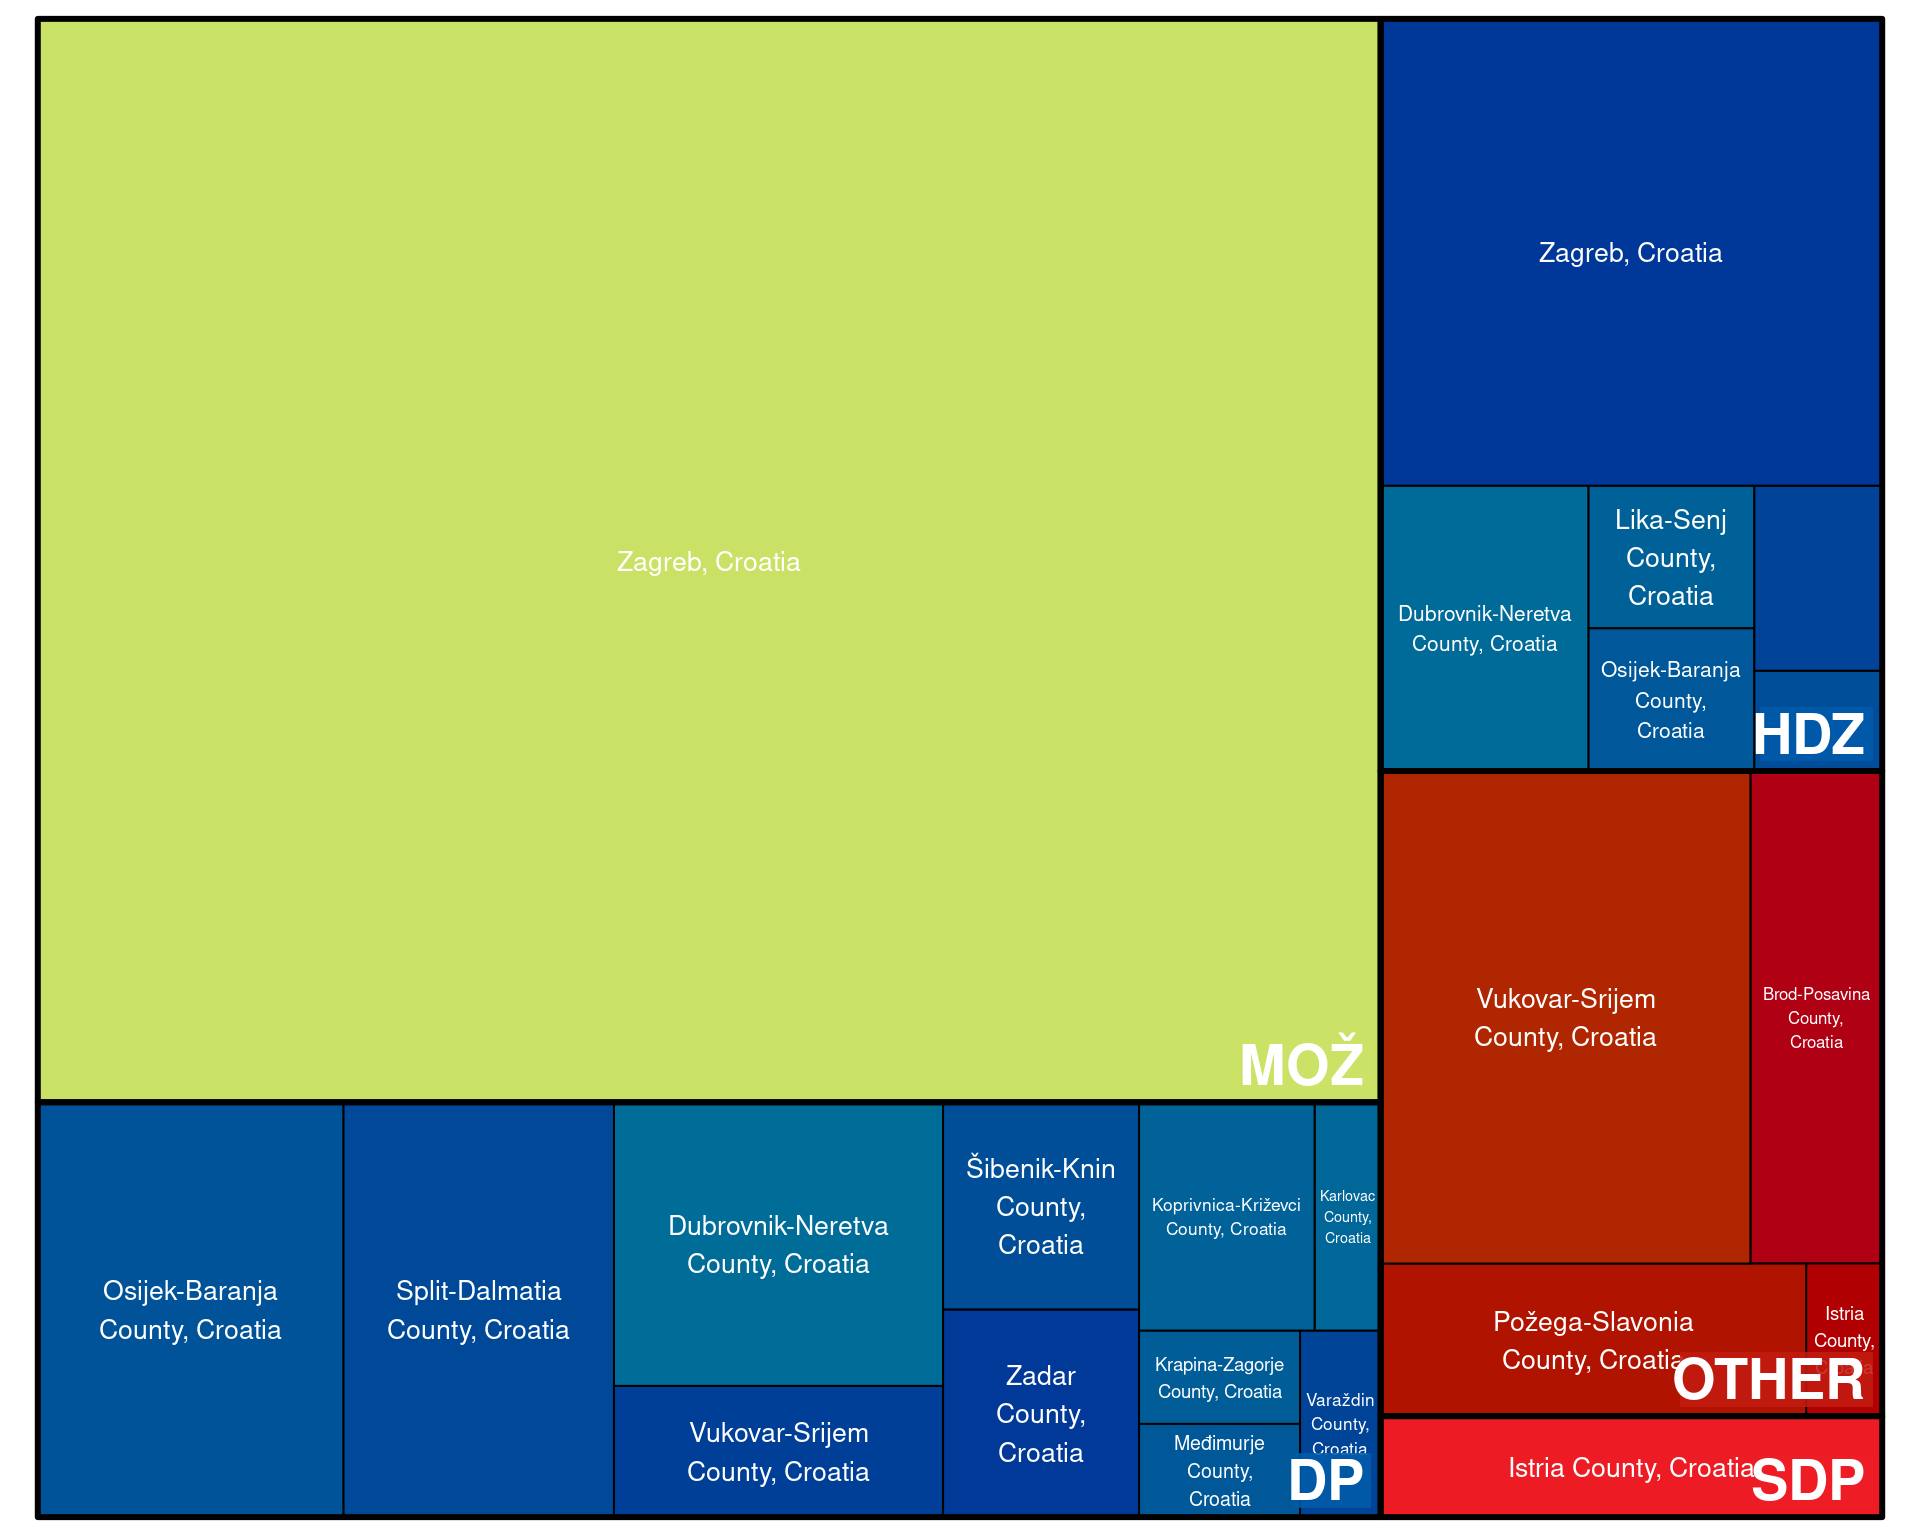 Zagreb, Croatia
MOŽ
Zagreb, Croatia
Dubrovnik-Neretva
County, Croatia
Lika-Senj
County,
Croatia
Osijek-Baranja
County,
Croatia
HDZ
Vukovar-Srijem
County, Croatia
Brod-Posavina
County,
Croatia
Požega-Slavonia
County, Croatia
Istria
County,
Croatia
OTHER
Istria County, Croatia
SDP
Osijek-Baranja
County, Croatia
Split-Dalmatia
County, Croatia
Dubrovnik-Neretva
County, Croatia
Vukovar-Srijem
County, Croatia
Šibenik-Knin
County,
Croatia
Zadar
County,
Croatia
Koprivnica-Križevci
County, Croatia
Karlovac
County,
Croatia
Krapina-Zagorje
County, Croatia
Međimurje
County,
Croatia
Varaždin
County,
Croatia
DP